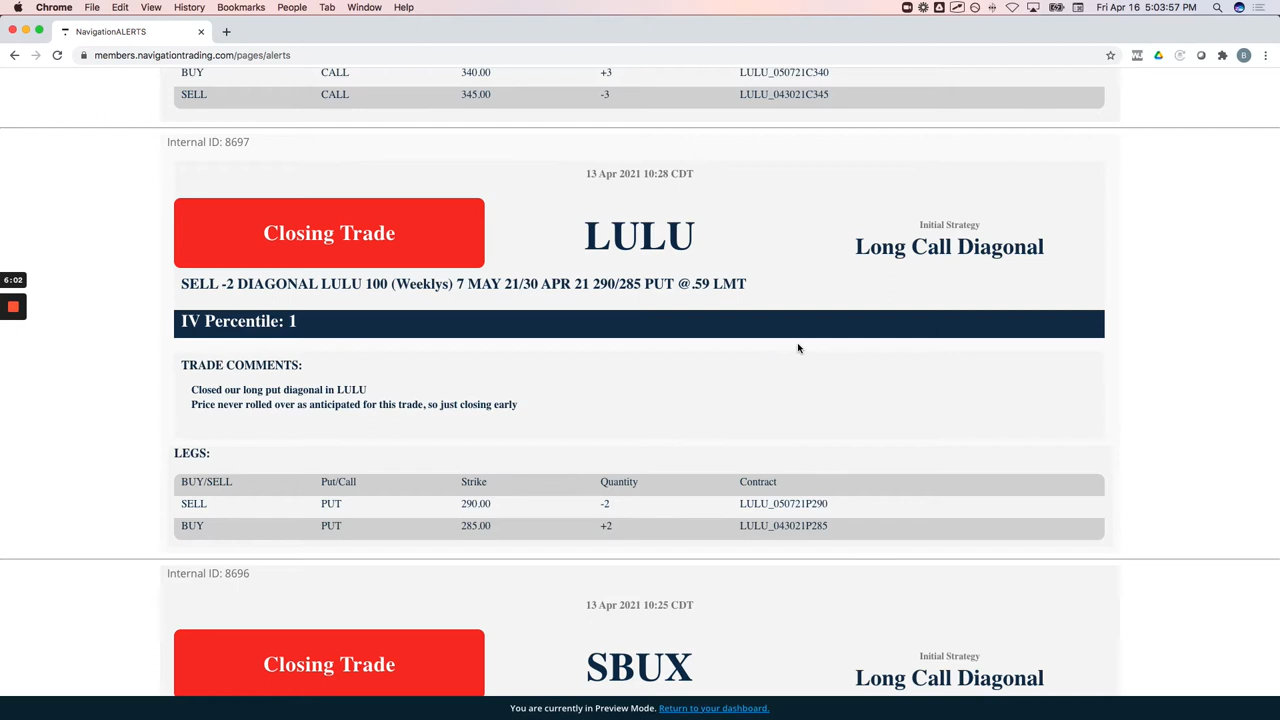 Chrome File Edit View History Bookmarks People Tab Window Help Fri Apr 16 5:03:57 PM
NavigationALERTS
members.navigationtrading.com/pages/alerts
B
BUY CALL 340.00 +3 LULU_050721C340
SELL CALL 345.00 -3 LULU_043021C345
Internal ID: 8697
13 Apr 2021 10:28 CDT
Closing Trade LULU
Initial Strategy
Long Call Diagonal
SELL -2 DIAGONAL LULU 100 (Weeklys) 7 MAY 21/30 APR 21 290/285 PUT @.59 LMT
6:02
IV Percentile: 1
TRADE COMMENTS:
Closed our long put diagonal in LULU
Price never rolled over as anticipated for this trade, so just closing early
LEGS:
BUY/SELL Put/Call Strike Quantity Contract
SELL PUT 290.00 -2 LULU_050721P290
BUY PUT 285.00 +2 LULU_043021P285
Internal ID: 8696
13 Apr 2021 10:25 CDT
Closing Trade SBUX
Initial Strategy
Long Call Diagonal
You are currently in Preview Mode. Return to your dashboard.